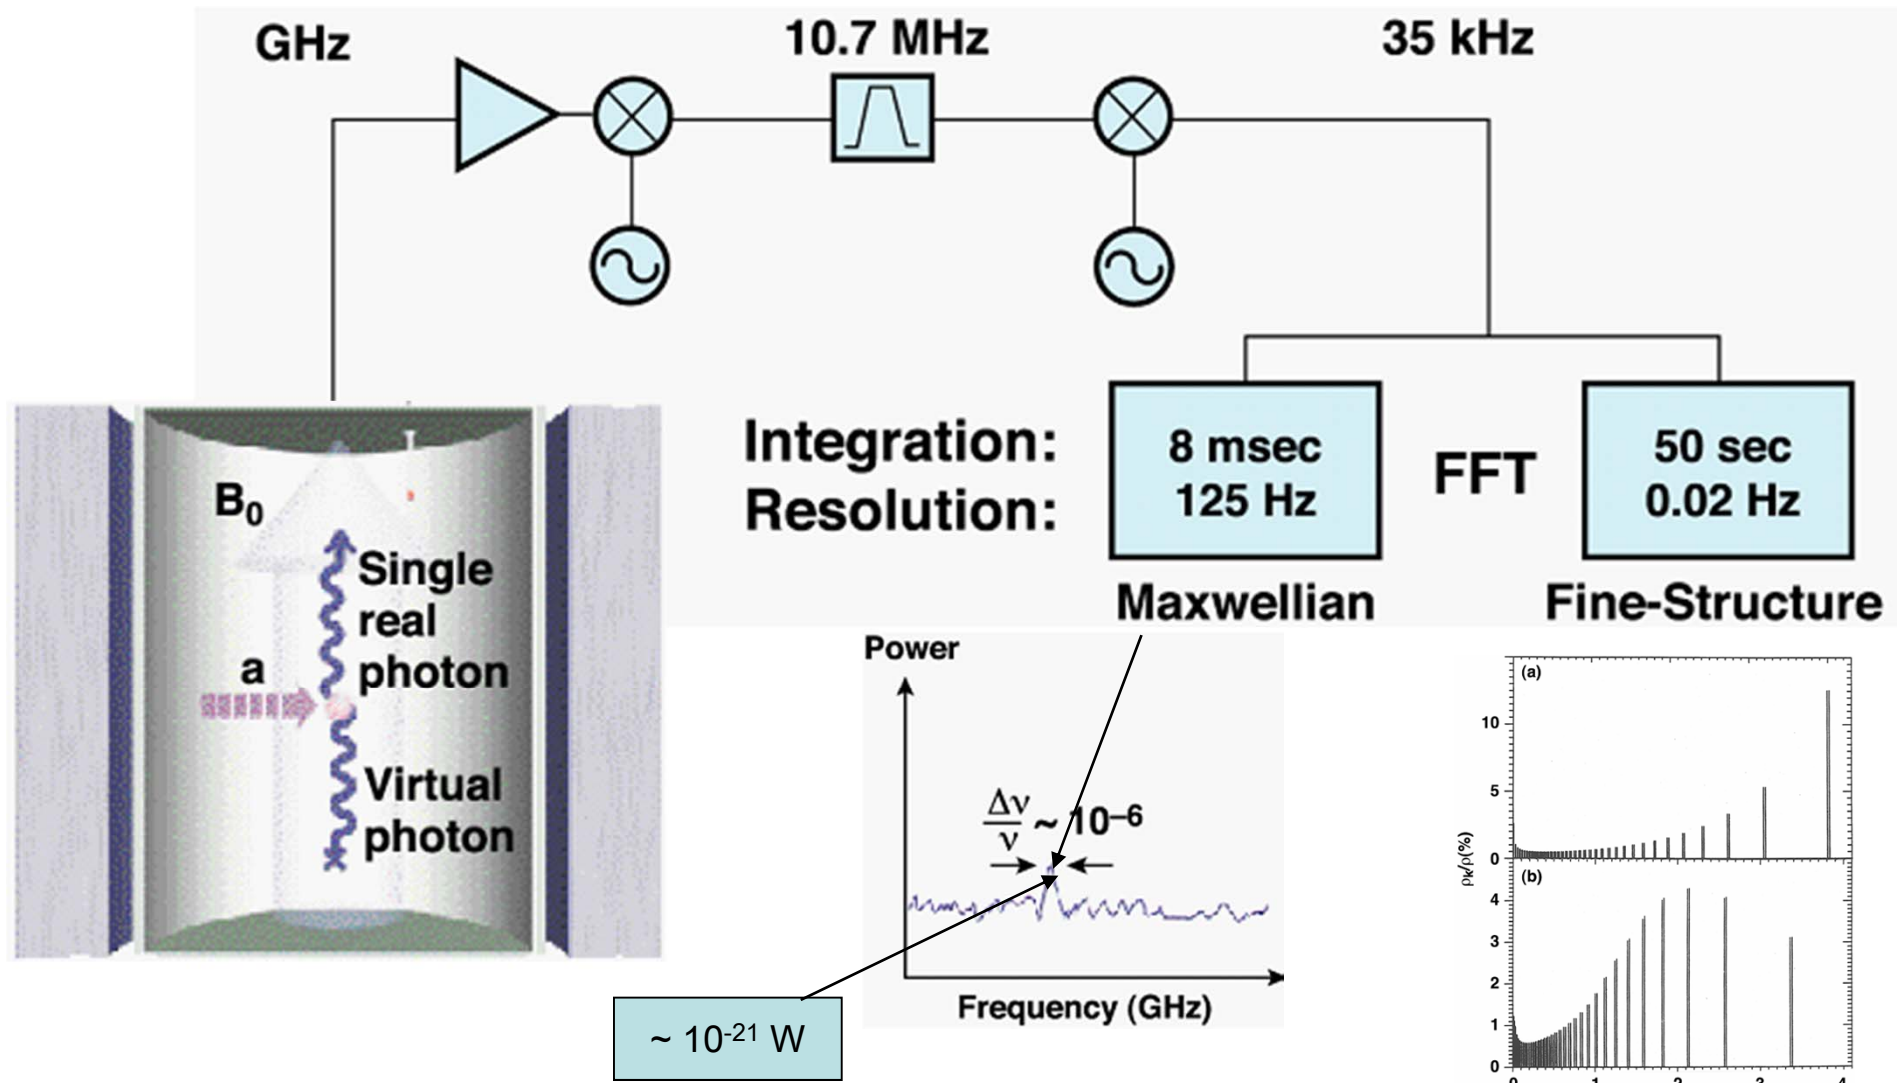 GHz
10.7 MHz
35 kHz
Integration:
Resolution:
8 msec
125 Hz
FFT
50 sec
0.02 Hz
Maxwellian
Fine-Structure
B₀
Single
real
photon
a
Virtual
photon
Power
Δν
ν
~ 10⁻⁶
Frequency (GHz)
~ 10⁻²¹ W
(a)
10
5
0
ρₖ/ρ(%)
(b)
4
3
2
1
0
0 1 2 3 4